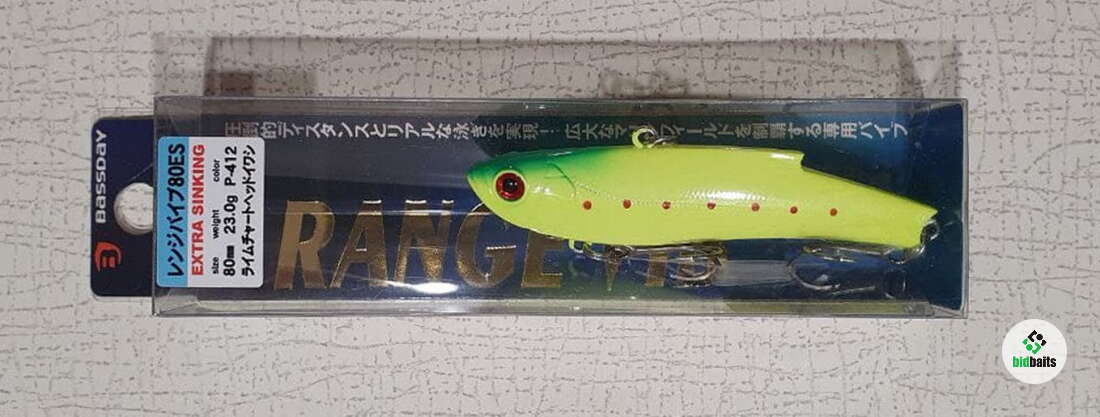 圧倒的ディスタンスとリアルな泳ぎを実現！広大な フィールドを制覇する専用バイブ
BASSDAY
レンジバイブ80ES
EXTRA SINKING
size weight color
80mm 23.0g P-412
ライムチャートヘッドイワシ
RANGE VIB
bidbaits